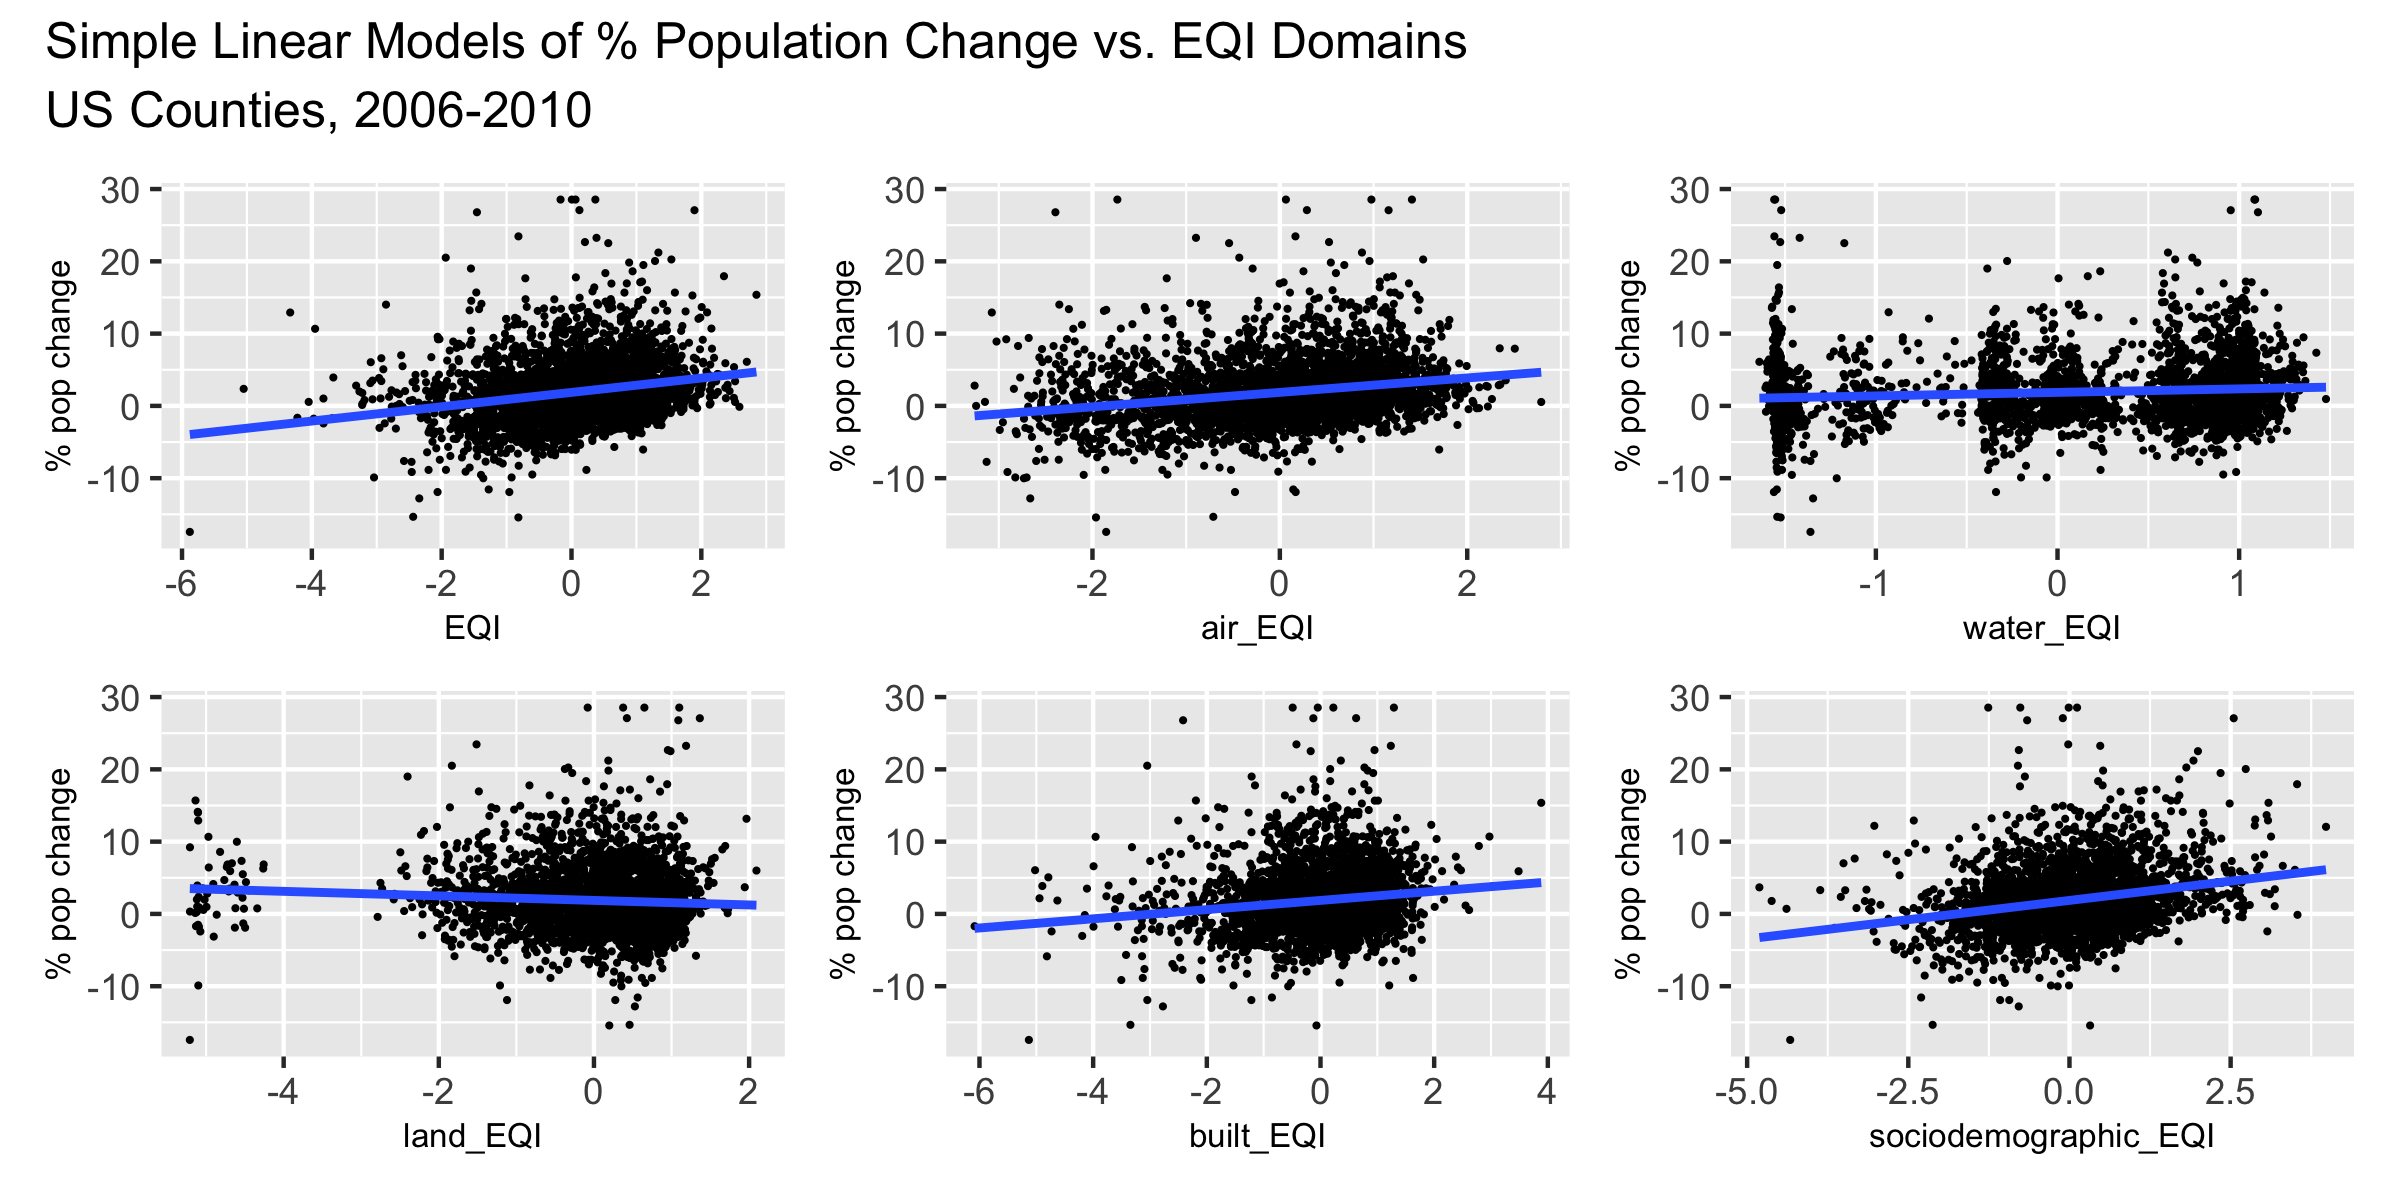 Simple Linear Models of % Population Change vs. EQI Domains
US Counties, 2006-2010
% pop change
30
20
10
0
-10
-6 -4 -2 0 2
EQI
% pop change
30
20
10
0
-10
-2 0 2
air_EQI
% pop change
30
20
10
0
-10
-1 0 1
water_EQI
% pop change
30
20
10
0
-10
-4 -2 0 2
land_EQI
% pop change
30
20
10
0
-10
-6 -4 -2 0 2 4
built_EQI
% pop change
30
20
10
0
-10
-5.0 -2.5 0.0 2.5
sociodemographic_EQI